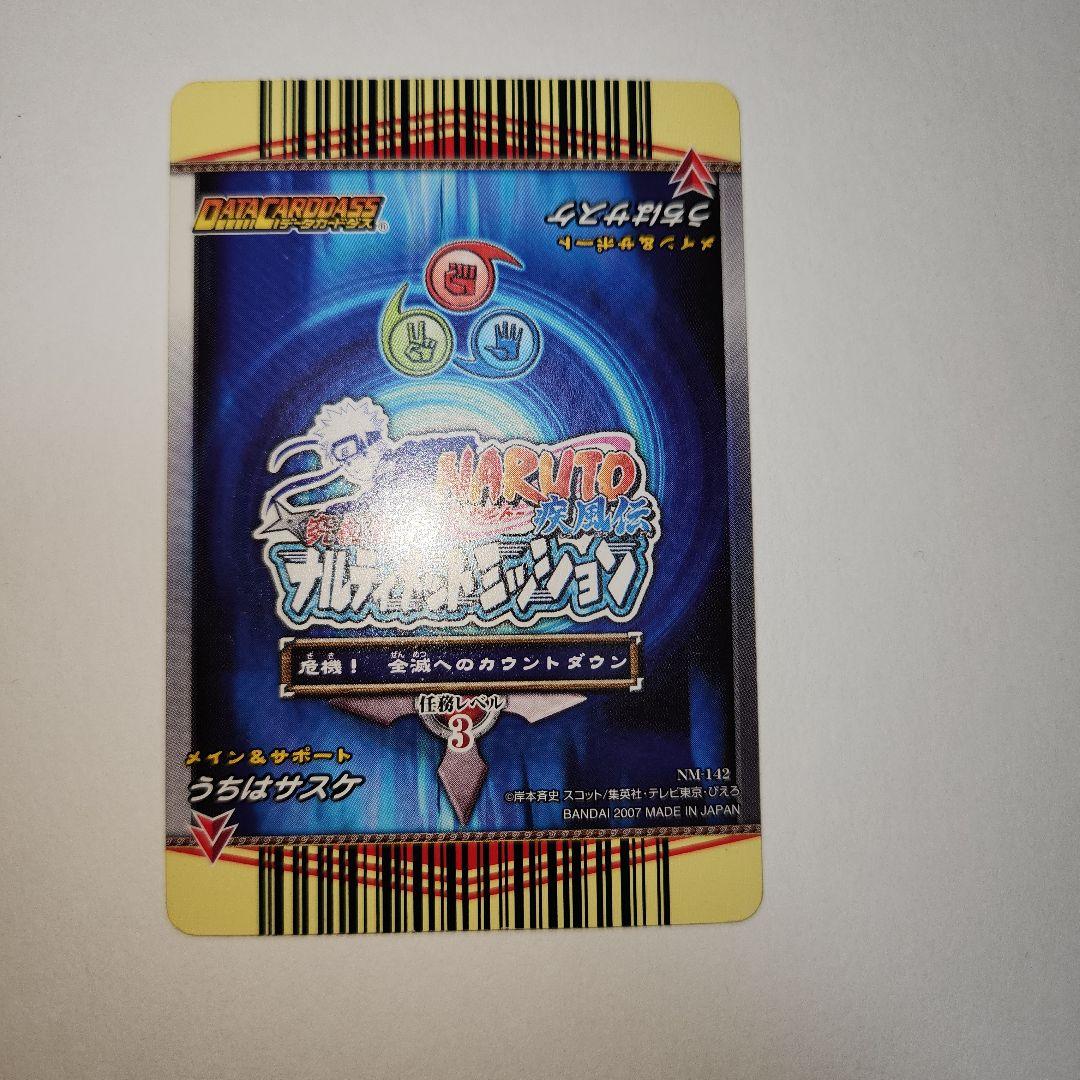 DATA CARDDASS
データカードダス®
うちはサスケ
メイン&サポート
NARUTO
疾風伝
ナルティメットミッション
危機！ 全滅へのカウントダウン
任務レベル
3
メイン&サポート
うちはサスケ
NM-142
©岸本斉史 スコット/集英社・テレビ東京・ぴえろ
BANDAI 2007 MADE IN JAPAN